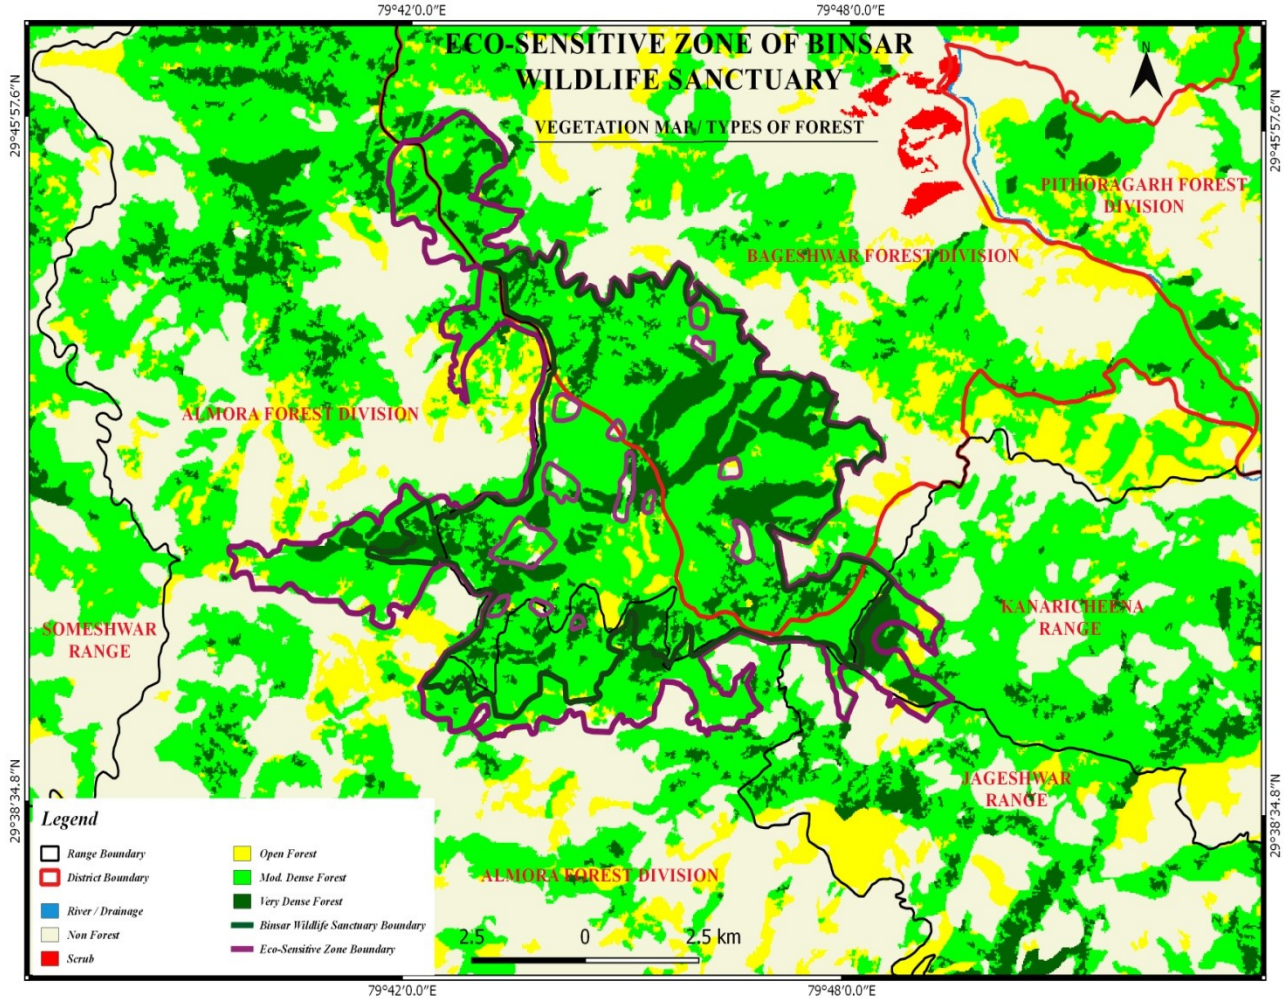 79°42'0.0"E
79°48'0.0"E
ECO-SENSITIVE ZONE OF BINSAR
WILDLIFE SANCTUARY
VEGETATION MAP/ TYPES OF FOREST
N
29°45'57.6"N
29°45'57.6"N
PITHORAGARH FOREST
DIVISION
BAGESHWAR FOREST DIVISION
ALMORA FOREST DIVISION
SOMESHWAR
RANGE
KANARICHEENA
RANGE
JAGESHWAR
RANGE
29°38'34.8"N
29°38'34.8"N
ALMORA FOREST DIVISION
Legend
Range Boundary
District Boundary
River / Drainage
Non Forest
Scrub
Open Forest
Mod. Dense Forest
Very Dense Forest
Binsar Wildlife Sanctuary Boundary
Eco-Sensitive Zone Boundary
2.5 0 2.5 km
79°42'0.0"E
79°48'0.0"E